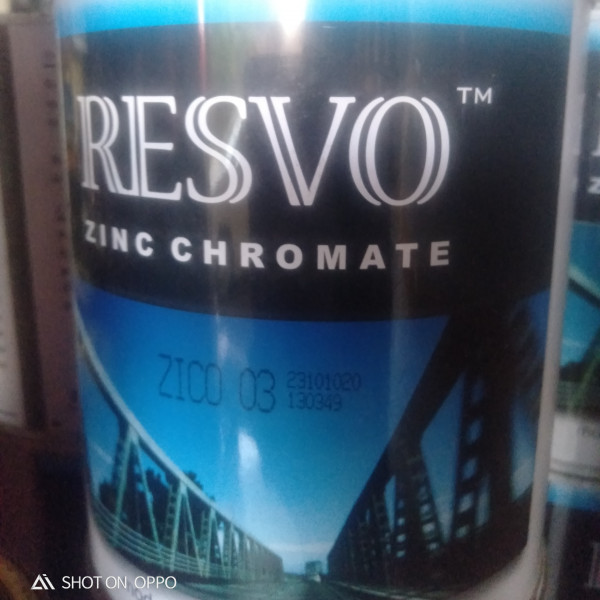 RESVO™
ZINC CHROMATE
ZICO 03 23101020
130349
SHOT ON OPPO